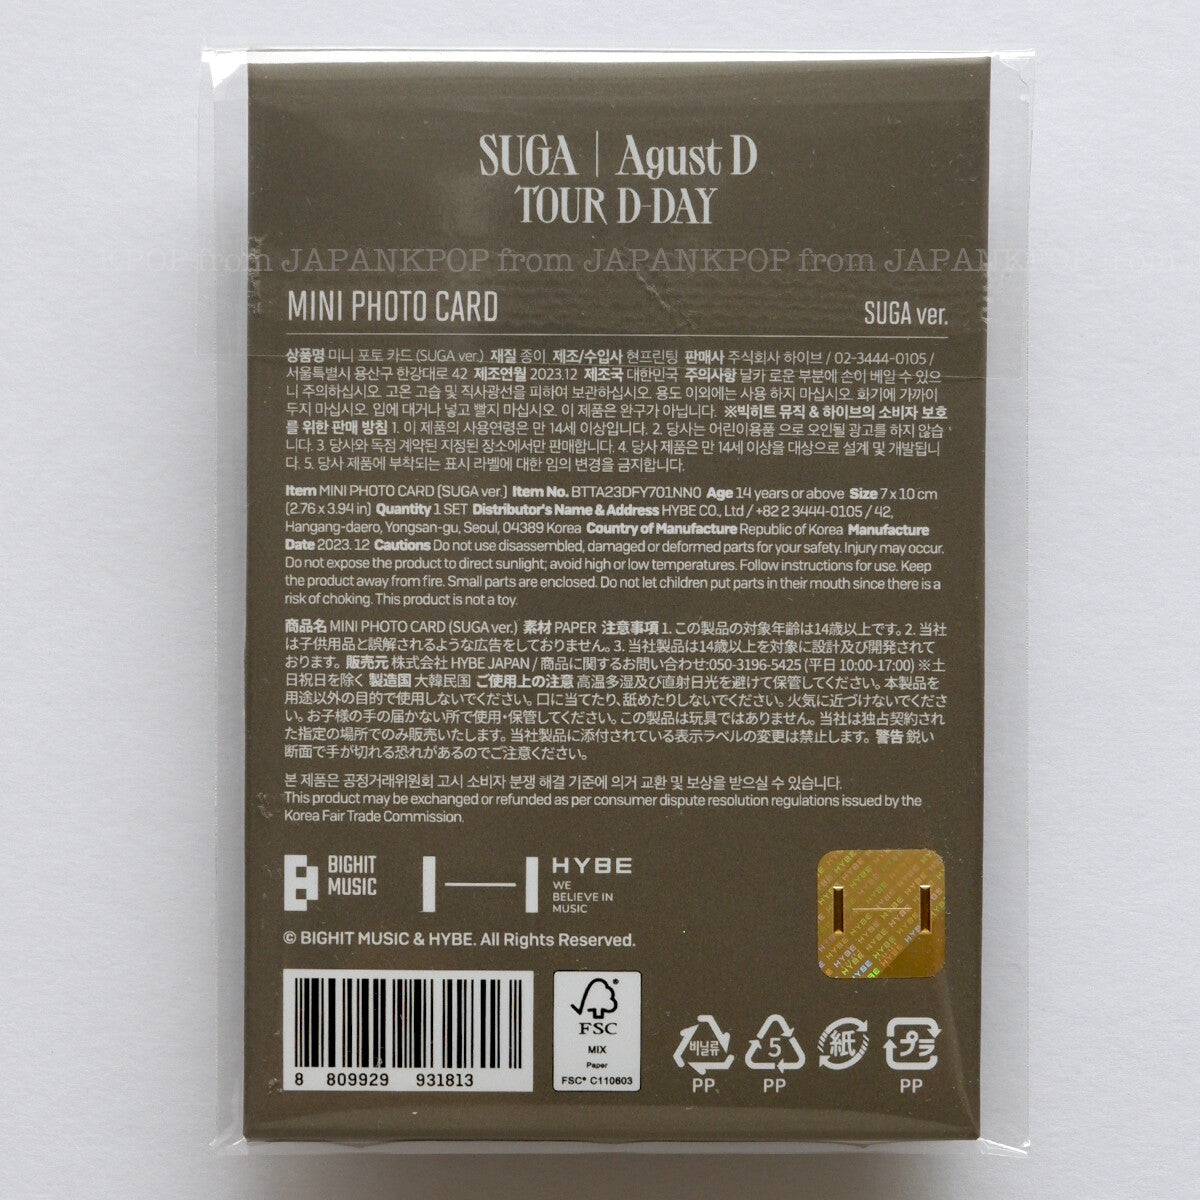 SUGA | Agust D
TOUR D-DAY
KPOP from JAPANKPOP from JAPANKPOP from JAPANKPOP from
MINI PHOTO CARD
SUGA ver.
상품명 미니 포토 카드 (SUGA ver.) 재질 종이 제조/수입사 현프린팅 판매사 주식회사 하이브 / 02-3444-0105 /
서울특별시 용산구 한강대로 42 제조연월 2023.12 제조국 대한민국 주의사항 날카 로운 부분에 손이 베일 수 있으
니 주의하십시오. 고온 고습 및 직사광선을 피하여 보관하십시오. 용도 이외에는 사용 하지 마십시오. 화기에 가까이
두지 마십시오. 입에 대거나 넣고 빨지 마십시오. 이 제품은 완구가 아닙니다. ※빅히트 뮤직 & 하이브의 소비자 보호
를 위한 판매 방침 1. 이 제품의 사용연령은 만 14세 이상입니다. 2. 당사는 어린이용품 으로 오인될 광고를 하지 않습
니다. 3. 당사와 독점 계약된 지정된 장소에서만 판매합니다. 4. 당사 제품은 만 14세 이상을 대상으로 설계 및 개발됩니
다. 5. 당사 제품에 부착되는 표시 라벨에 대한 임의 변경을 금지합니다.
Item MINI PHOTO CARD (SUGA ver.) Item No. BTTA23DFY701NN0 Age 14 years or above Size 7 x 10 cm
(2.76 x 3.94 in) Quantity 1 SET Distributor's Name & Address HYBE CO., Ltd / +82 2 3444-0105 / 42,
Hangang-daero, Yongsan-gu, Seoul, 04389 Korea Country of Manufacture Republic of Korea Manufacture
Date 2023. 12 Cautions Do not use disassembled, damaged or deformed parts for your safety. Injury may occur.
Do not expose the product to direct sunlight; avoid high or low temperatures. Follow instructions for use. Keep
the product away from fire. Small parts are enclosed. Do not let children put parts in their mouth since there is a
risk of choking. This product is not a toy.
商品名 MINI PHOTO CARD (SUGA ver.) 素材 PAPER 注意事項 1. この製品の対象年齢は14歳以上です。2. 当社
は子供用品と誤解されるような広告をしておりません。3. 当社製品は14歳以上を対象に設計及び開発されて
おります。 販売元 株式会社 HYBE JAPAN / 商品に関するお問い合わせ:050-3196-5425 (平日 10:00-17:00) ※土
日祝日を除く 製造国 大韓民国 ご使用上の注意 高温多湿及び直射日光を避けて保管してください。本製品を
用途以外の目的で使用しないでください。口に当てたり、舐めたりしないでください。火気に近づけないでくださ
い。お子様の手の届かない所で使用・保管してください。この製品は玩具ではありません。当社は独占契約され
た指定の場所でのみ販売いたします。当社製品に添付されている表示ラベルの変更は禁止します。 警告 鋭い
断面で手が切れる恐れがあるのでご注意ください。
본 제품은 공정거래위원회 고시 소비자 분쟁 해결 기준에 의거 교환 및 보상을 받으실 수 있습니다.
This product may be exchanged or refunded as per consumer dispute resolution regulations issued by the
Korea Fair Trade Commission.
BIGHIT
MUSIC
HYBE
WE
BELIEVE IN
MUSIC
© BIGHIT MUSIC & HYBE. All Rights Reserved.
HYBE
8 809929 931813
FSC
MIX
Paper
FSC® C110603
비닐류
PP
5
PP
紙
プラ
PP